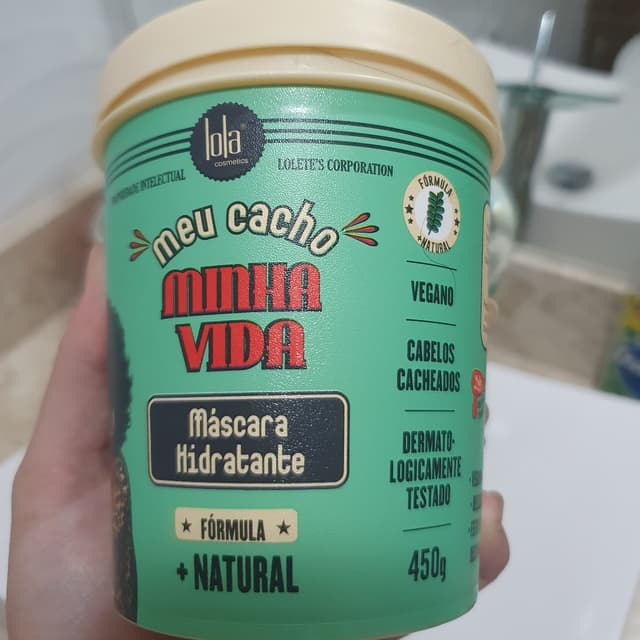 lola
cosmetics
INTELECTUAL
LOLETE'S CORPORATION
meu cacho
MINHA
VIDA
Máscara
Hidratante
★ FÓRMULA ★
+ NATURAL
FÓRMULA
+NATURAL
VEGANO
CABELOS
CACHEADOS
DERMATO-
LOGICAMENTE
TESTADO
450g